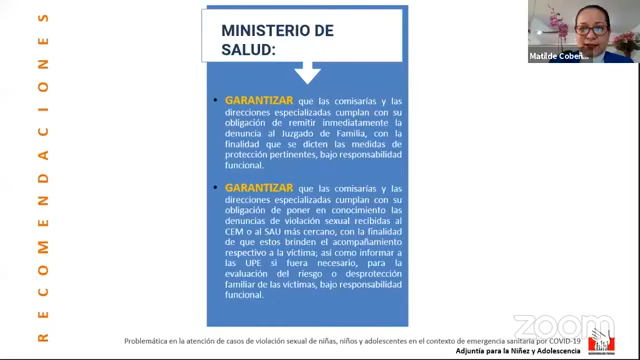 RECOMENDACIONES
MINISTERIO DE
SALUD:
• GARANTIZAR que las comisarías y las
direcciones especializadas cumplan con su
obligación de remitir inmediatamente la
denuncia al Juzgado de Familia, con la
finalidad que se dicten las medidas de
protección pertinentes, bajo responsabilidad
funcional.
• GARANTIZAR que las comisarías y las
direcciones especializadas cumplan con su
obligación de poner en conocimiento las
denuncias de violación sexual recibidas al
CEM o al SAU más cercano, con la finalidad
de que estos brinden el acompañamiento
respectivo a la víctima; así como informar a
las UPE si fuera necesario, para la
evaluación del riesgo o desprotección
familiar de las víctimas, bajo responsabilidad
funcional.
Matilde Cobeñ...
zoom
Problemática en la atención de casos de violación sexual de niñas, niños y adolescentes en el contexto de emergencia sanitaria por COVID-19
Adjuntía para la Niñez y Adolescencia